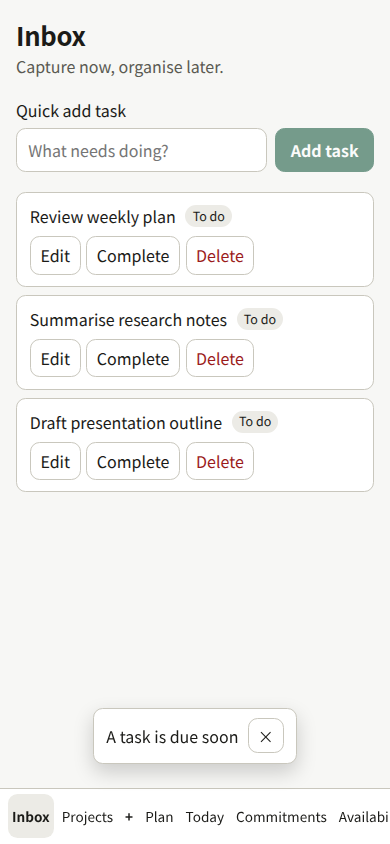 Inbox
Capture now, organise later.
Quick add task
What needs doing? Add task
Review weekly plan To do
Edit Complete Delete
Summarise research notes To do
Edit Complete Delete
Draft presentation outline To do
Edit Complete Delete
A task is due soon ×
Inbox Projects + Plan Today Commitments Availabi